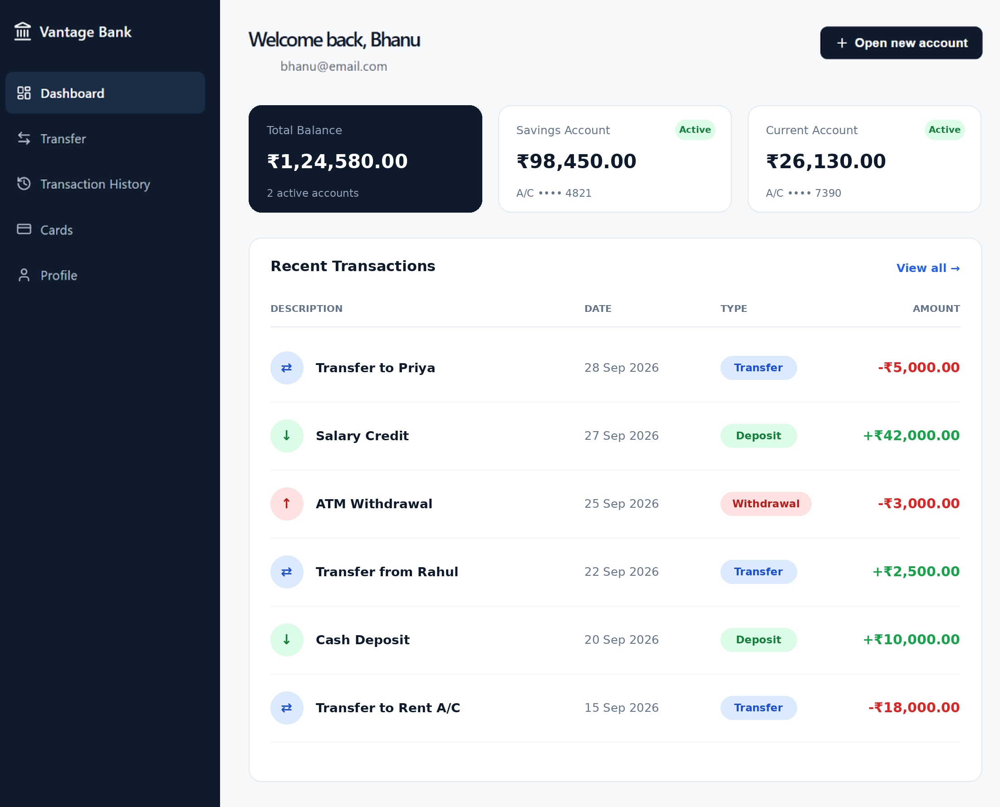 Vantage Bank
Dashboard
Transfer
Transaction History
Cards
Profile
Welcome back, Bhanu
bhanu@email.com
+ Open new account
Total Balance
₹1,24,580.00
2 active accounts
Savings Account Active
₹98,450.00
A/C •••• 4821
Current Account Active
₹26,130.00
A/C •••• 7390
Recent Transactions View all →
DESCRIPTION DATE TYPE AMOUNT
⇄ Transfer to Priya 28 Sep 2026 Transfer -₹5,000.00
↓ Salary Credit 27 Sep 2026 Deposit +₹42,000.00
↑ ATM Withdrawal 25 Sep 2026 Withdrawal -₹3,000.00
⇄ Transfer from Rahul 22 Sep 2026 Transfer +₹2,500.00
↓ Cash Deposit 20 Sep 2026 Deposit +₹10,000.00
⇄ Transfer to Rent A/C 15 Sep 2026 Transfer -₹18,000.00